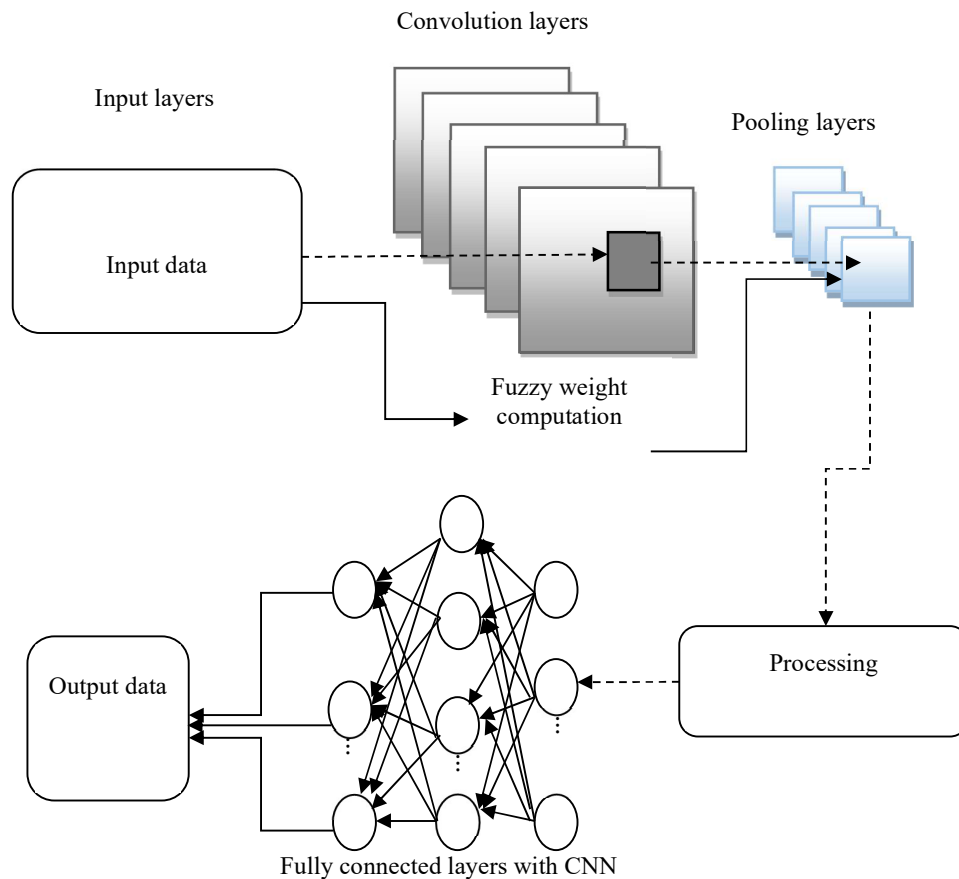 Convolution layers
Input layers
Pooling layers
Input data
Fuzzy weight
computation
Processing
Output data
Fully connected layers with CNN